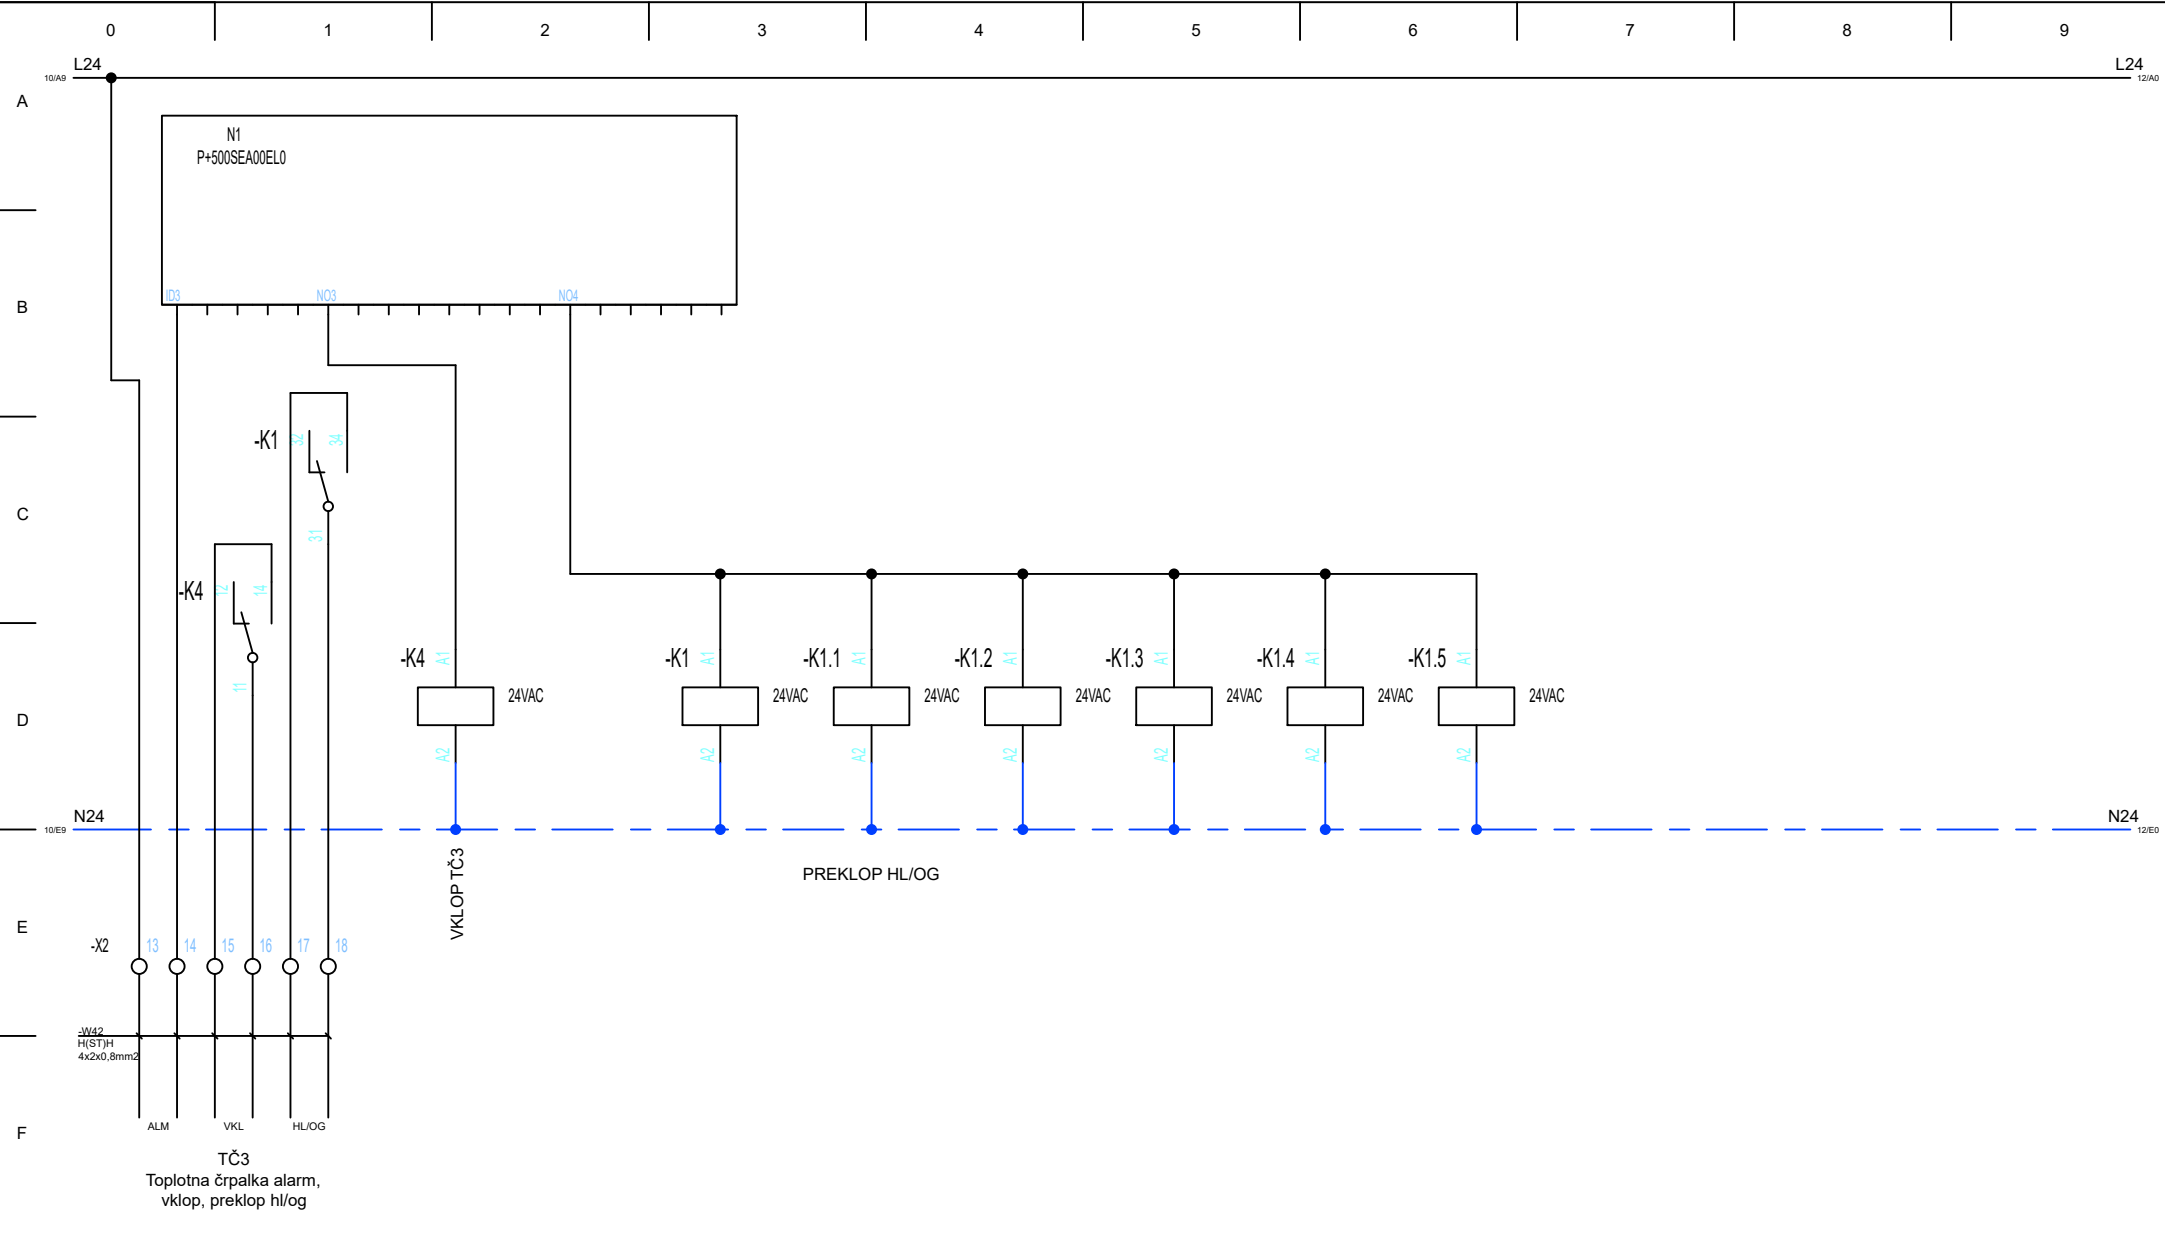 0 1 2 3 4 5 6 7 8 9
L24 L24
10/A9 12/A0
A
N1
P+500SEA00EL0
B
ID3 NO3 NO4
-K1 32 34
C
31
-K4 12 14
11
-K4 A1 -K1 A1 -K1.1 A1 -K1.2 A1 -K1.3 A1 -K1.4 A1 -K1.5 A1
24VAC 24VAC 24VAC 24VAC 24VAC 24VAC 24VAC
D
A2 A2 A2 A2 A2 A2 A2
N24 N24
10/E9 12/E0
VKLOP TČ3
PREKLOP HL/OG
E
-X2 13 14 15 16 17 18
-W42
H(ST)H
4x2x0,8mm2
F
ALM VKL HL/OG
TČ3
Toplotna črpalka alarm,
vklop, preklop hl/og